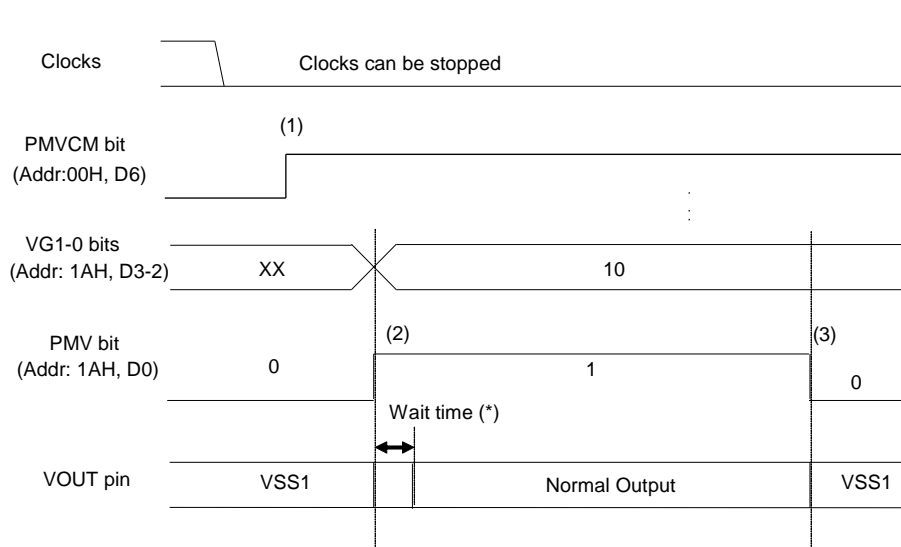 Clocks
Clocks can be stopped
(1)
PMVCM bit
(Addr:00H, D6)
VG1-0 bits
(Addr: 1AH, D3-2)
XX
10
PMV bit
(Addr: 1AH, D0)
0
(2)
1
(3)
0
Wait time (*)
VOUT pin
VSS1
Normal Output
VSS1